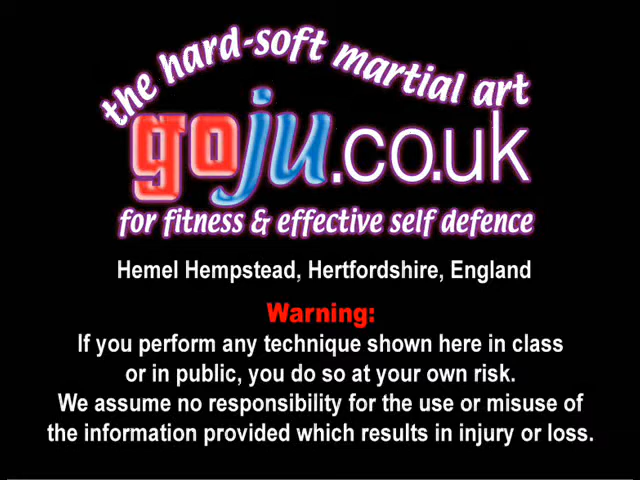 the hard-soft martial art
goju.co.uk
for fitness & effective self defence
Hemel Hempstead, Hertfordshire, England
Warning:
If you perform any technique shown here in class
or in public, you do so at your own risk.
We assume no responsibility for the use or misuse of
the information provided which results in injury or loss.